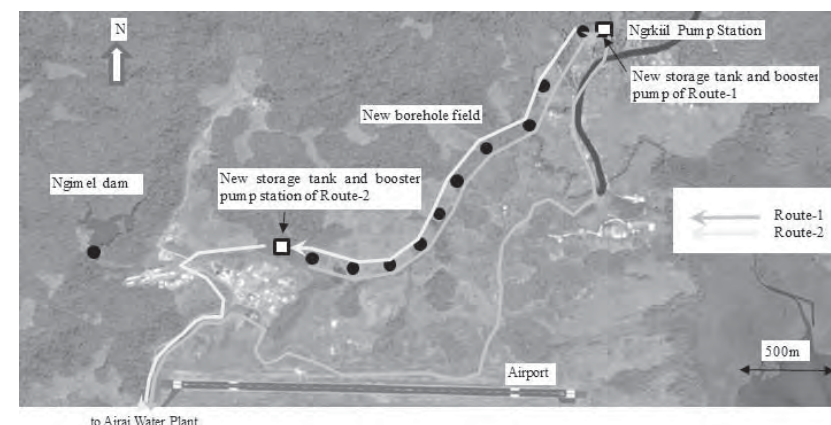 N
Ngrkiil Pump Station
New storage tank and booster
pump of Route-1
New borehole field
Ngimel dam
New storage tank and booster
pump station of Route-2
Route-1
Route-2
500m
Airport
to Airai Water Plant